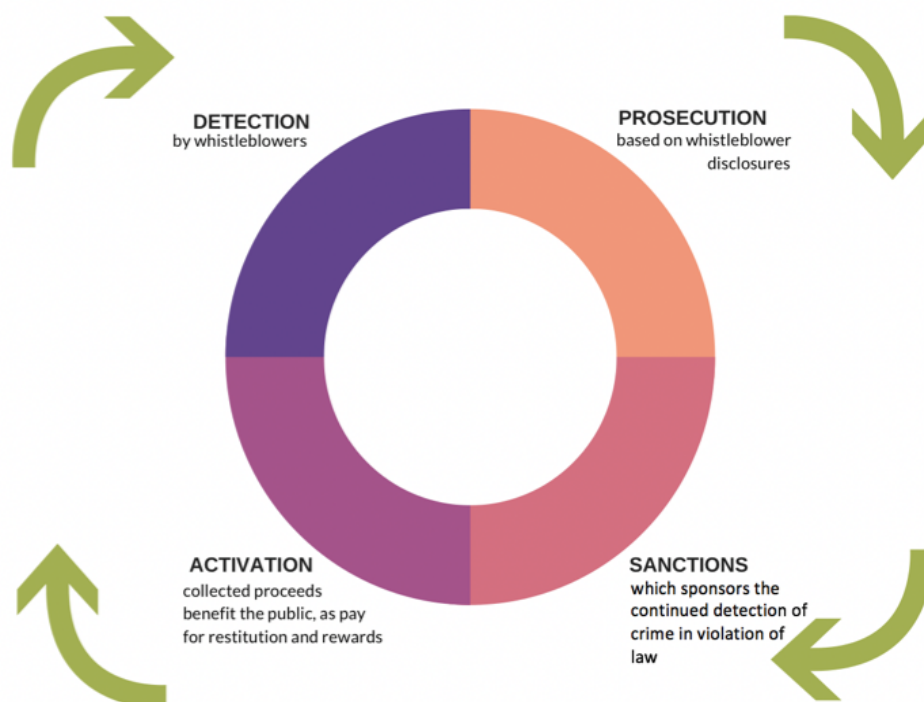 DETECTION
by whistleblowers
PROSECUTION
based on whistleblower
disclosures
ACTIVATION
collected proceeds
benefit the public, as pay
for restitution and rewards
SANCTIONS
which sponsors the
continued detection of
crime in violation of
law